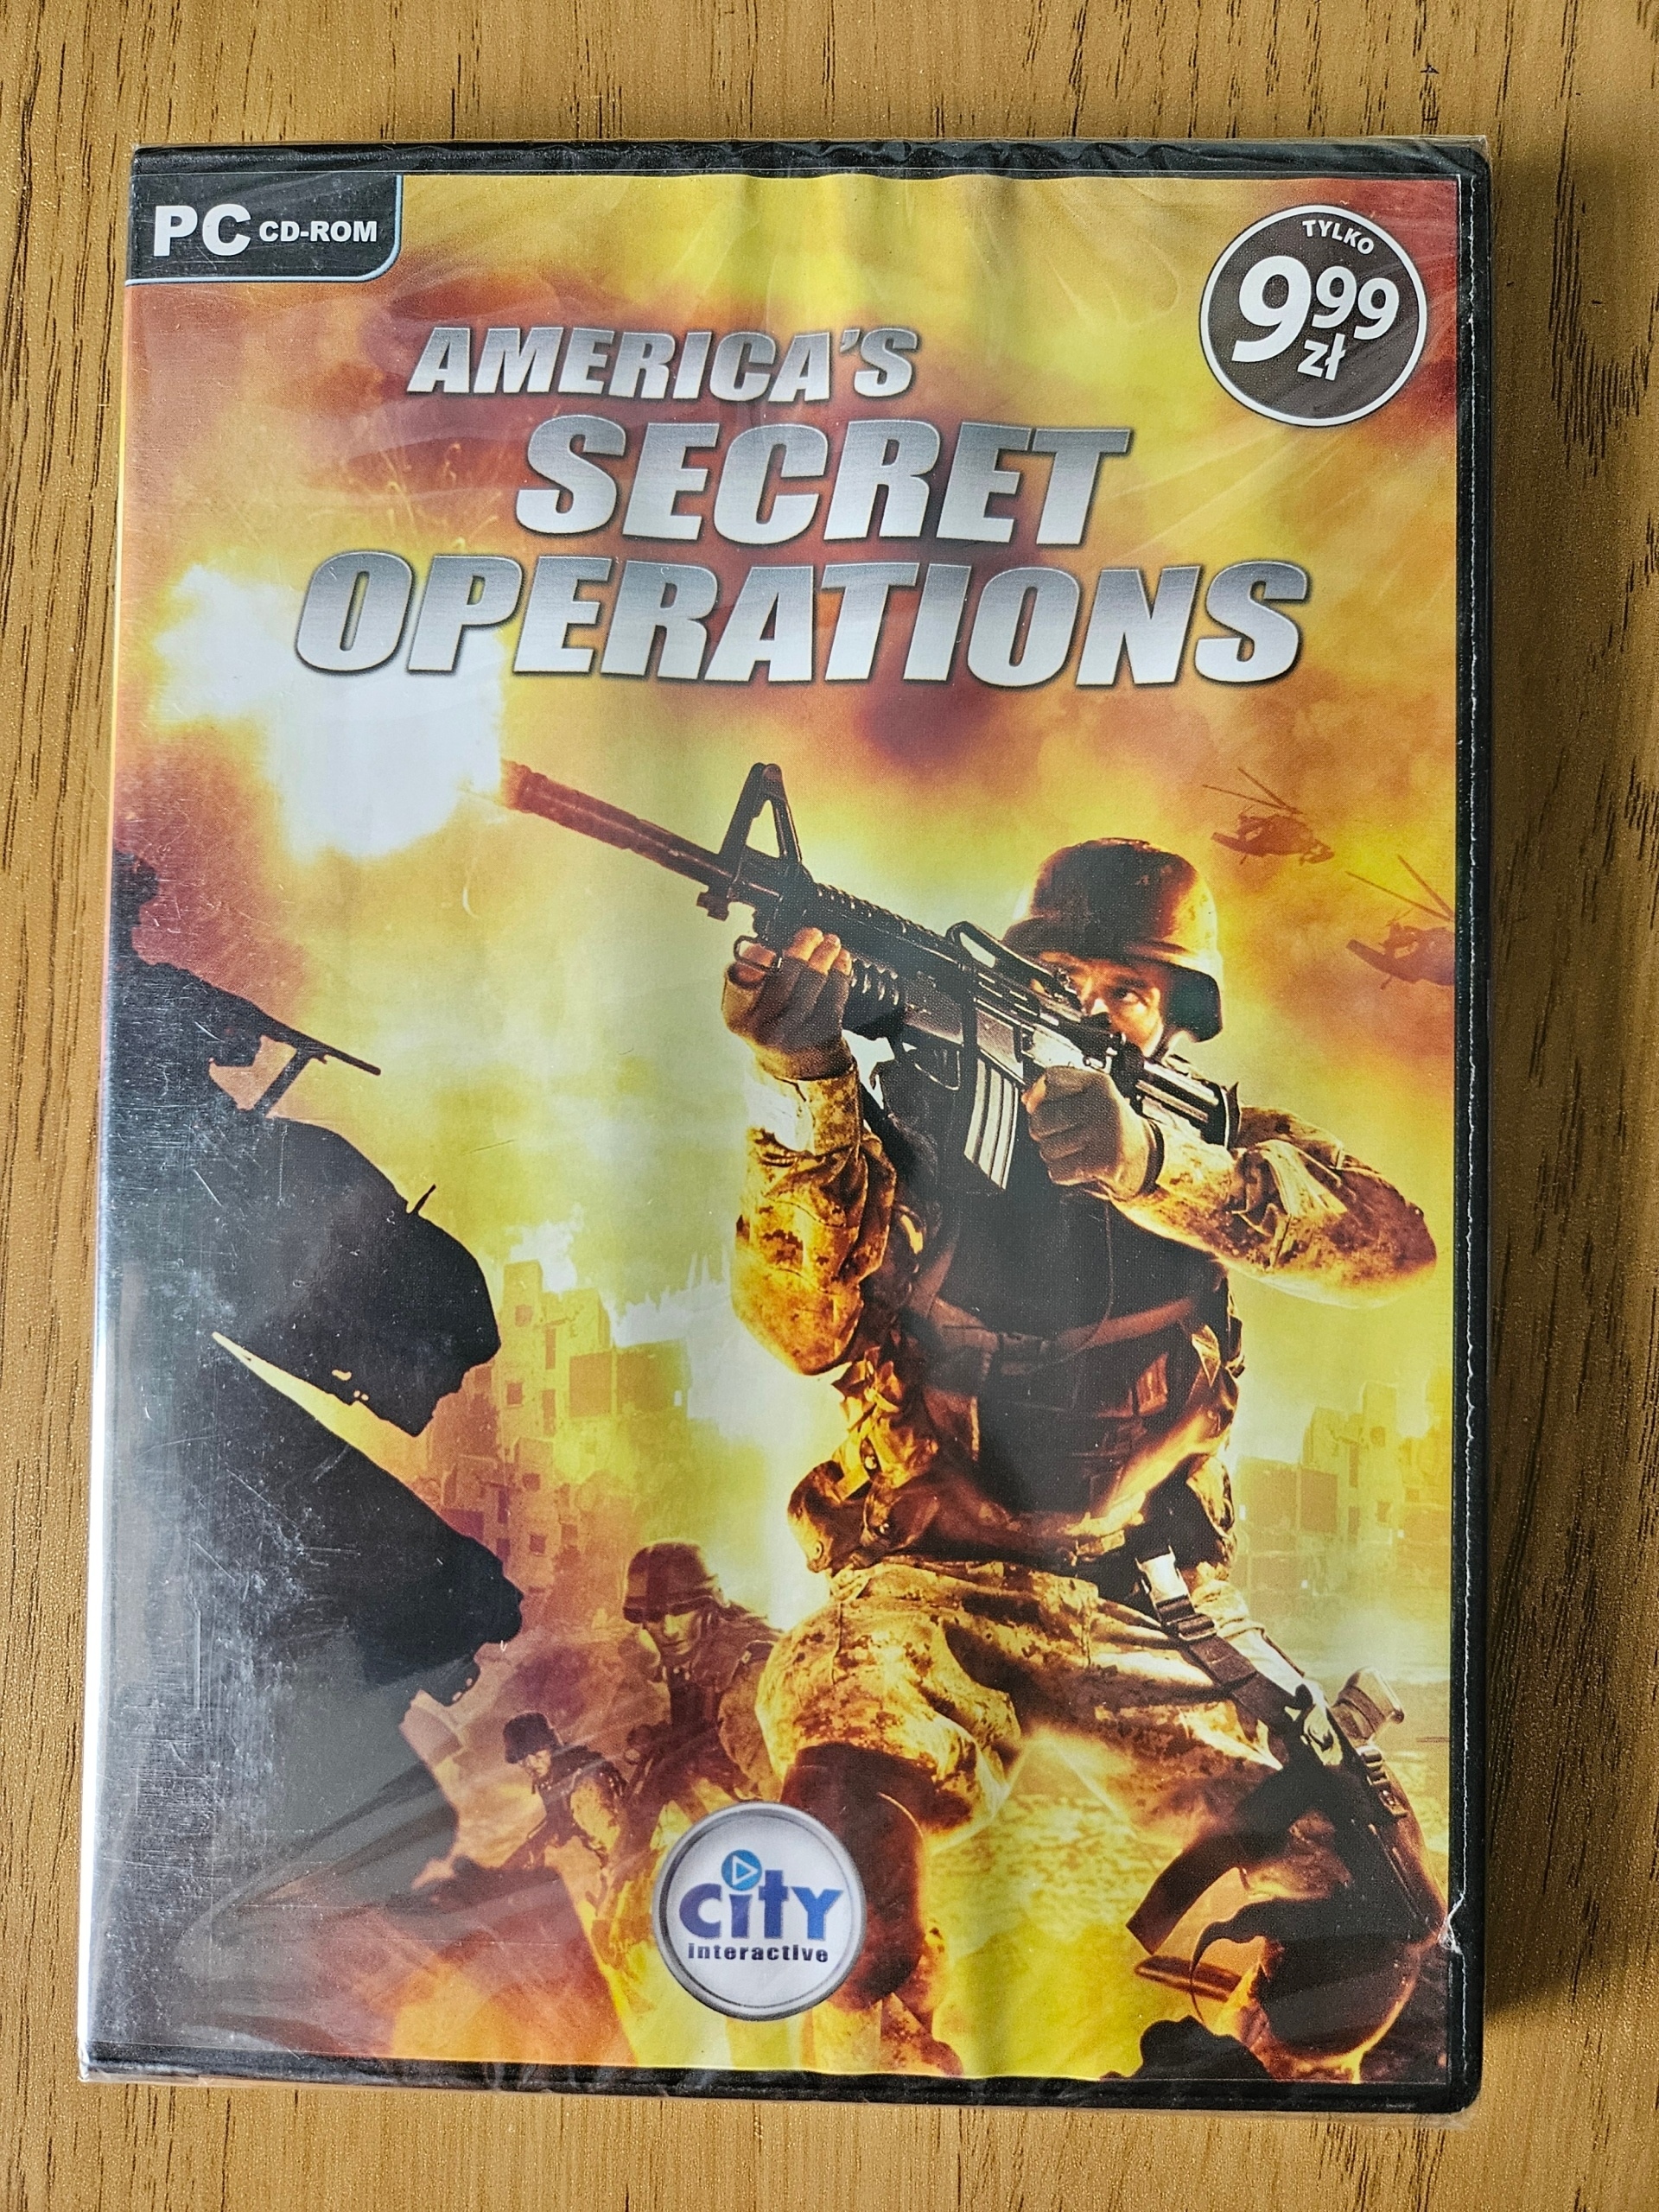 PC CD-ROM
TYLKO
9 99
zł
AMERICA'S
SECRET
OPERATIONS
city
interactive